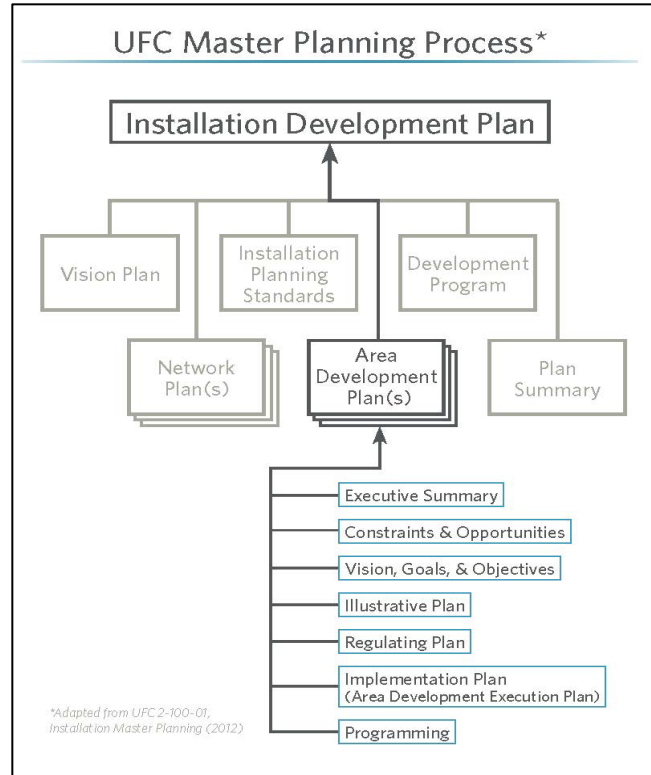 UFC Master Planning Process*
Installation Development Plan
Vision Plan
Installation
Planning
Standards
Development
Program
Network
Plan(s)
Area
Development
Plan(s)
Plan
Summary
Executive Summary
Constraints & Opportunities
Vision, Goals, & Objectives
Illustrative Plan
Regulating Plan
Implementation Plan
(Area Development Execution Plan)
Programming
*Adapted from UFC 2-100-01,
Installation Master Planning (2012)